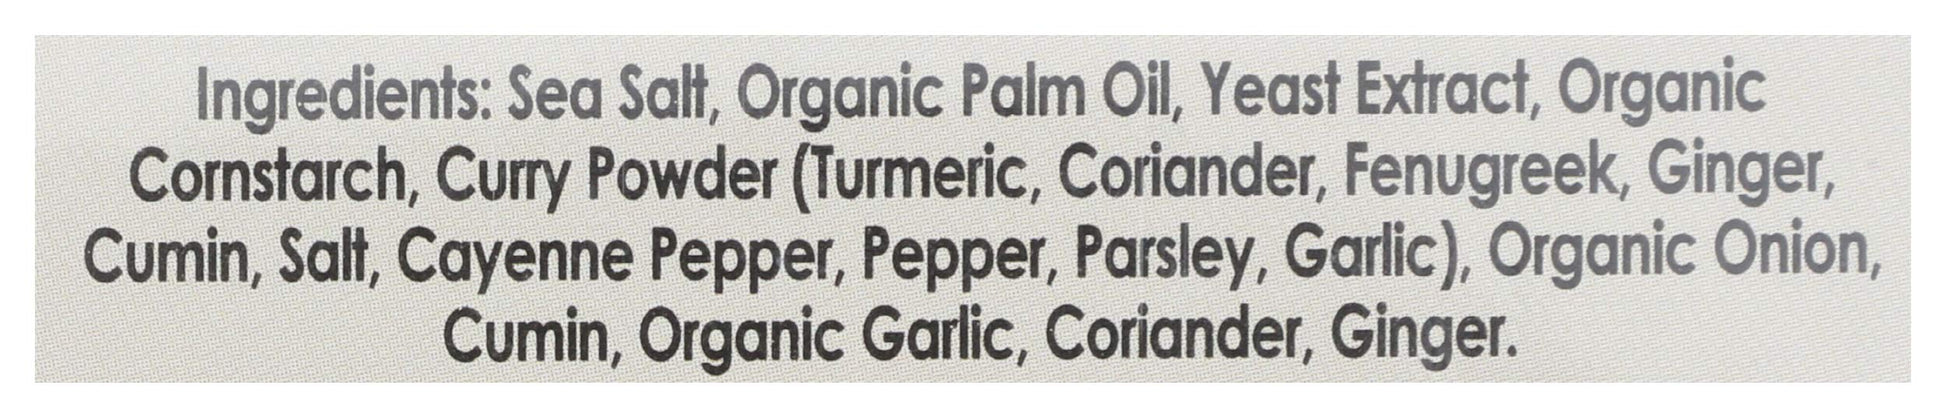 Ingredients: Sea Salt, Organic Palm Oil, Yeast Extract, Organic
Cornstarch, Curry Powder (Turmeric, Coriander, Fenugreek, Ginger,
Cumin, Salt, Cayenne Pepper, Pepper, Parsley, Garlic), Organic Onion,
Cumin, Organic Garlic, Coriander, Ginger.